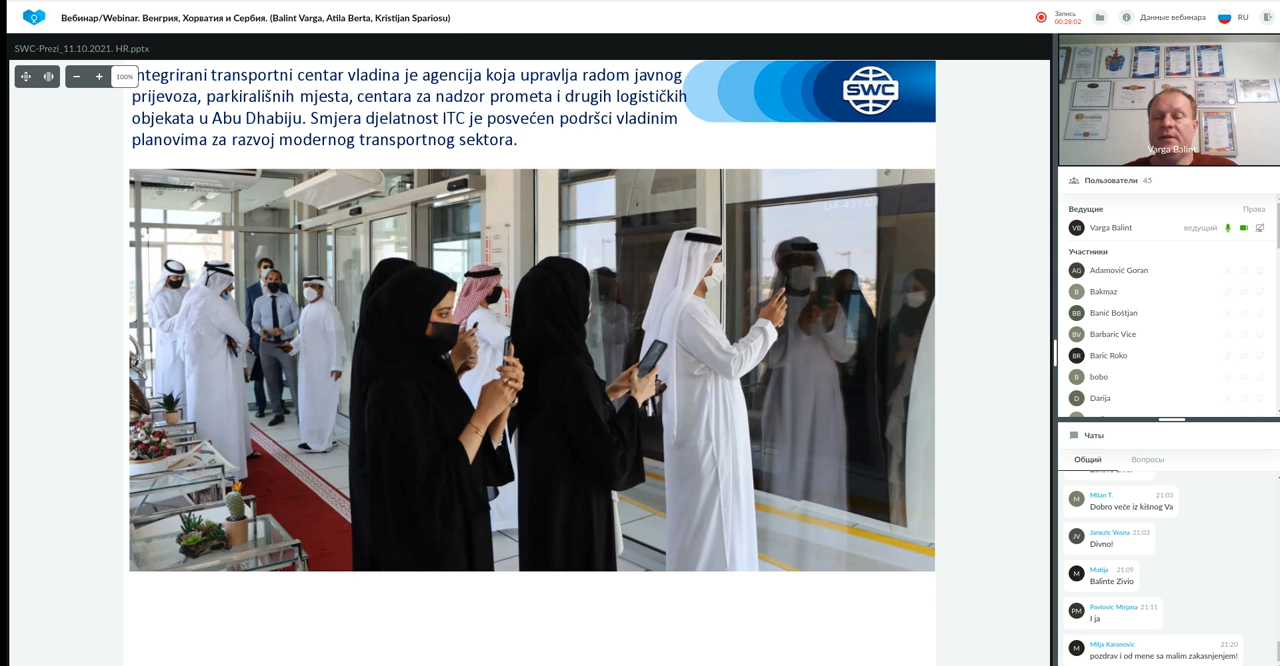 Вебинар/Webinar. Венгрия, Хорватия и Сербия. (Balint Varga, Atila Berta, Kristijan Spariosu)
Запись
00:28:02
Данные вебинара
RU
SWC-Prezi_11.10.2021. HR.pptx
100%
ntegrirani transportni centar vladina je agencija koja upravlja radom javnog
prijevoza, parkirališnih mjesta, centara za nadzor prometa i drugih logističkih
objekata u Abu Dhabiju. Smjera djelatnost ITC je posvećen podršci vladinim
planovima za razvoj modernog transportnog sektora.
SWC
Varga Balint
Пользователи 45
Ведущие Права
VB Varga Balint ведущий
Участники
AG Adamović Goran
B Bakmaz
BB Banić Boštjan
BV Barbaric Vice
BR Baric Roko
B bobo
D Darija
Чаты
Общий Вопросы
M Milan T. 21:03
Dobro veče iz kišnog Va
JV Janezic Vesna 21:03
Divno!
M Matija 21:09
Balinte Zivio
PM Pavlovic Mirjana 21:11
I ja
M Milja Karanovic 21:20
pozdrav i od mene sa malim zakasnjenjem!